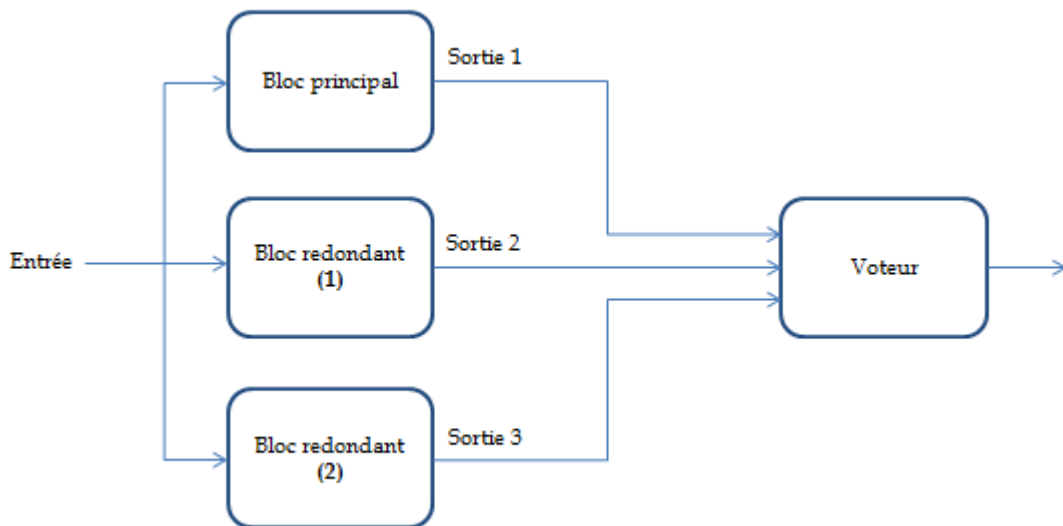 Bloc principal
Sortie 1
Entrée
Bloc redondant
(1)
Sortie 2
Voteur
Bloc redondant
(2)
Sortie 3